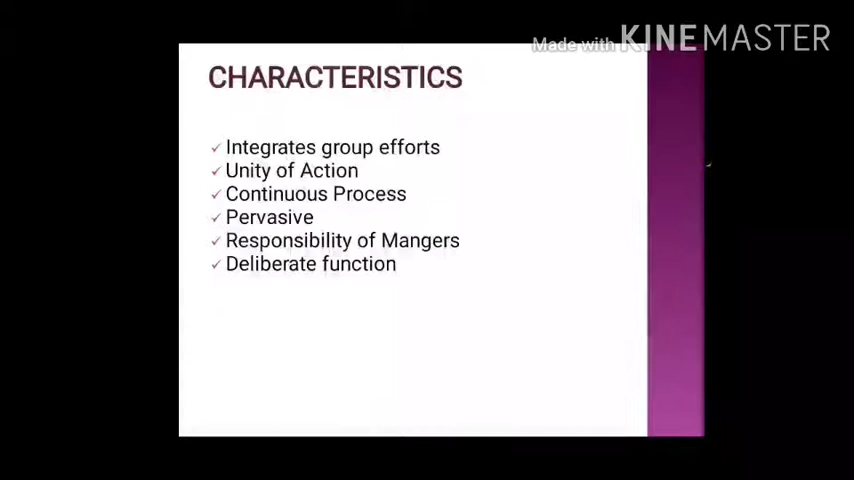 Made with KINEMASTER
CHARACTERISTICS
Integrates group efforts
Unity of Action
Continuous Process
Pervasive
Responsibility of Mangers
Deliberate function